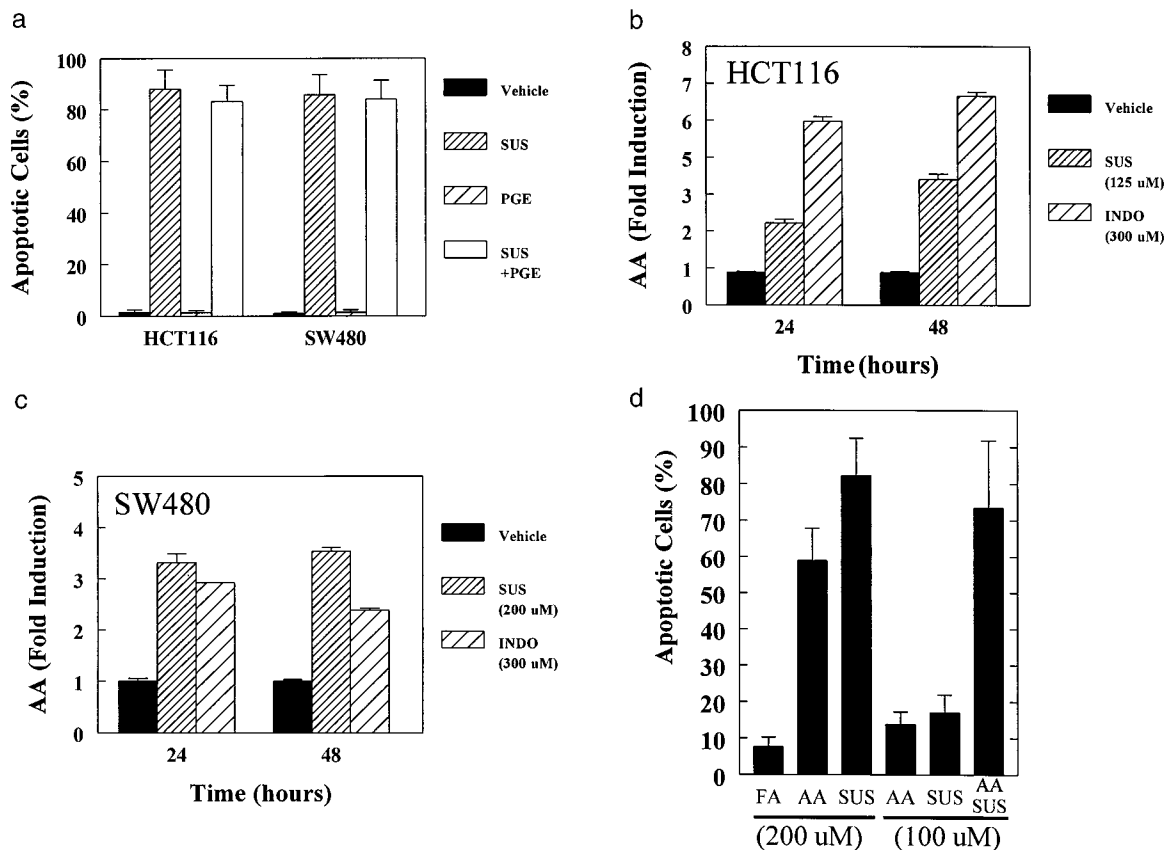 a
Apoptotic Cells (%)
100
80
60
40
20
0
HCT116
SW480
Vehicle
SUS
PGE
SUS
+PGE
b
AA (Fold Induction)
8
7
6
5
3
2
1
0
HCT116
24
48
Time (hours)
Vehicle
SUS
(125 uM)
INDO
(300 uM)
c
AA (Fold Induction)
5
4
3
2
1
0
SW480
24
48
Time (hours)
Vehicle
SUS
(200 uM)
INDO
(300 uM)
d
Apoptotic Cells (%)
100
90
80
70
60
50
40
30
20
10
0
FA AA SUS AA SUS AA
SUS
(200 uM) (100 uM)